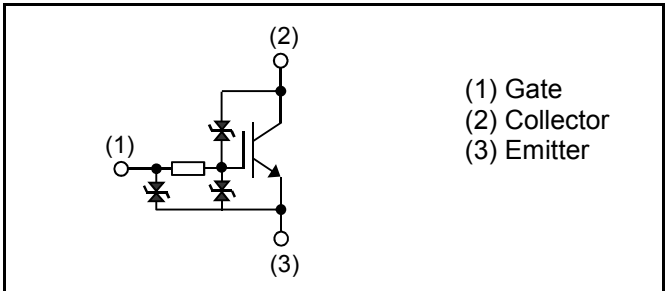 (2)
(1)
(3)
(1) Gate
(2) Collector
(3) Emitter